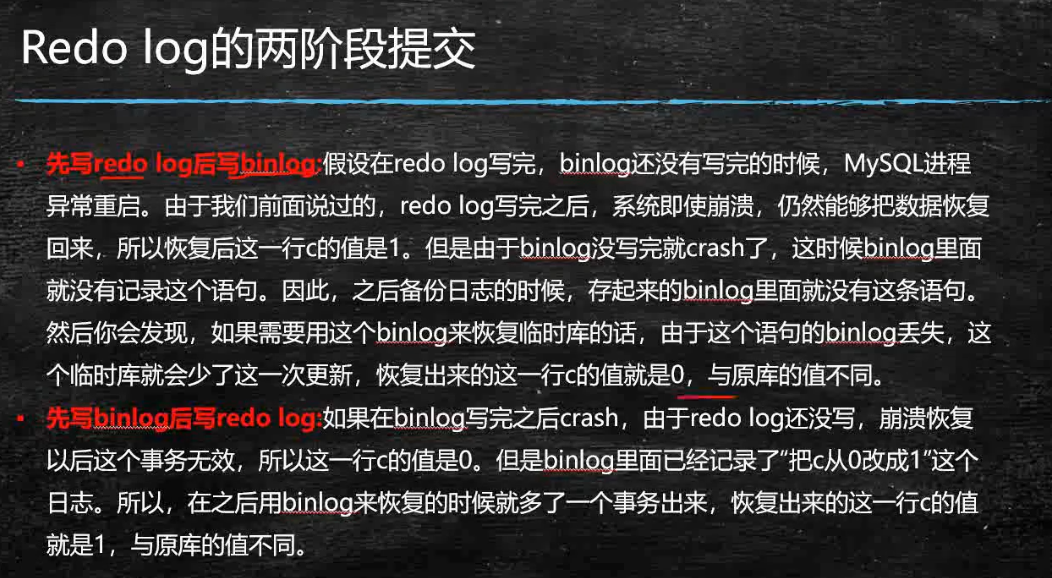 Redo log的两阶段提交
• 先写redo log后写binlog:假设在redo log写完，binlog还没有写完的时候，MySQL进程
异常重启。由于我们前面说过的，redo log写完之后，系统即使崩溃，仍然能够把数据恢复
回来，所以恢复后这一行c的值是1。但是由于binlog没写完就crash了，这时候binlog里面
就没有记录这个语句。因此，之后备份日志的时候，存起来的binlog里面就没有这条语句。
然后你会发现，如果需要用这个binlog来恢复临时库的话，由于这个语句的binlog丢失，这
个临时库就会少了这一次更新，恢复出来的这一行c的值就是0，与原库的值不同。
• 先写binlog后写redo log:如果在binlog写完之后crash，由于redo log还没写，崩溃恢复
以后这个事务无效，所以这一行c的值是0。但是binlog里面已经记录了“把c从0改成1”这个
日志。所以，在之后用binlog来恢复的时候就多了一个事务出来，恢复出来的这一行c的值
就是1，与原库的值不同。